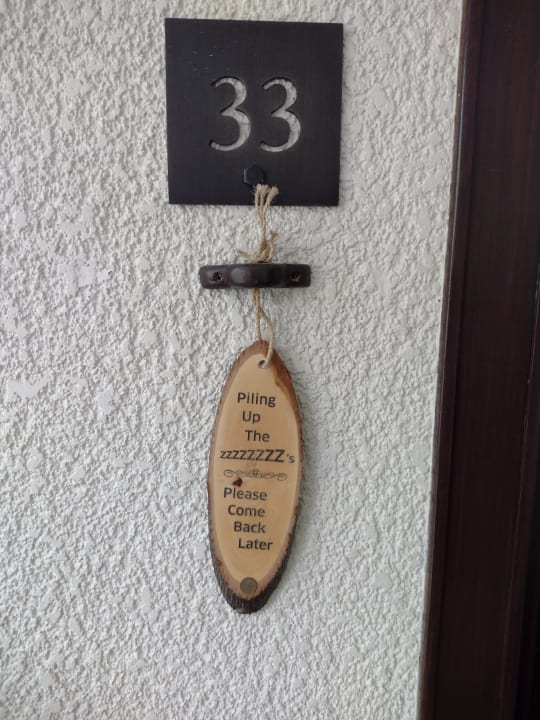 33
Piling
Up
The
zzzzzzzz's
Please
Come
Back
Later